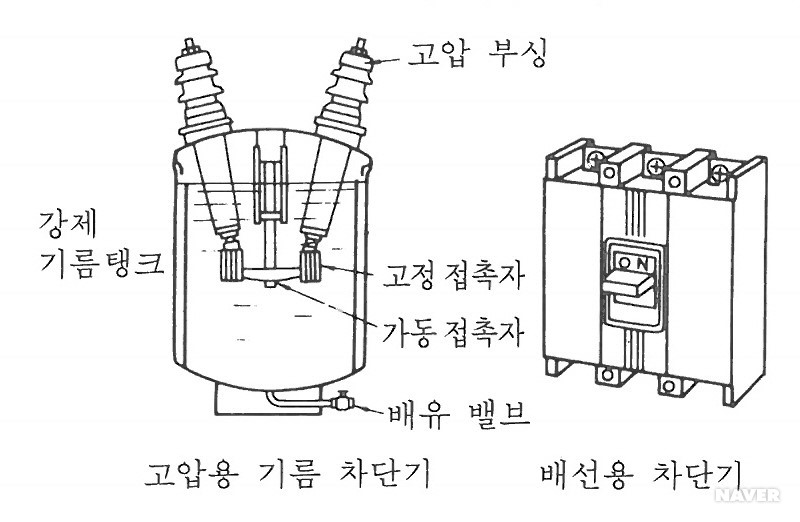 고압 부싱
강제
기름탱크
고정 접촉자
가동 접촉자
배유 밸브
ON
고압용 기름 차단기
배선용 차단기
NAVER